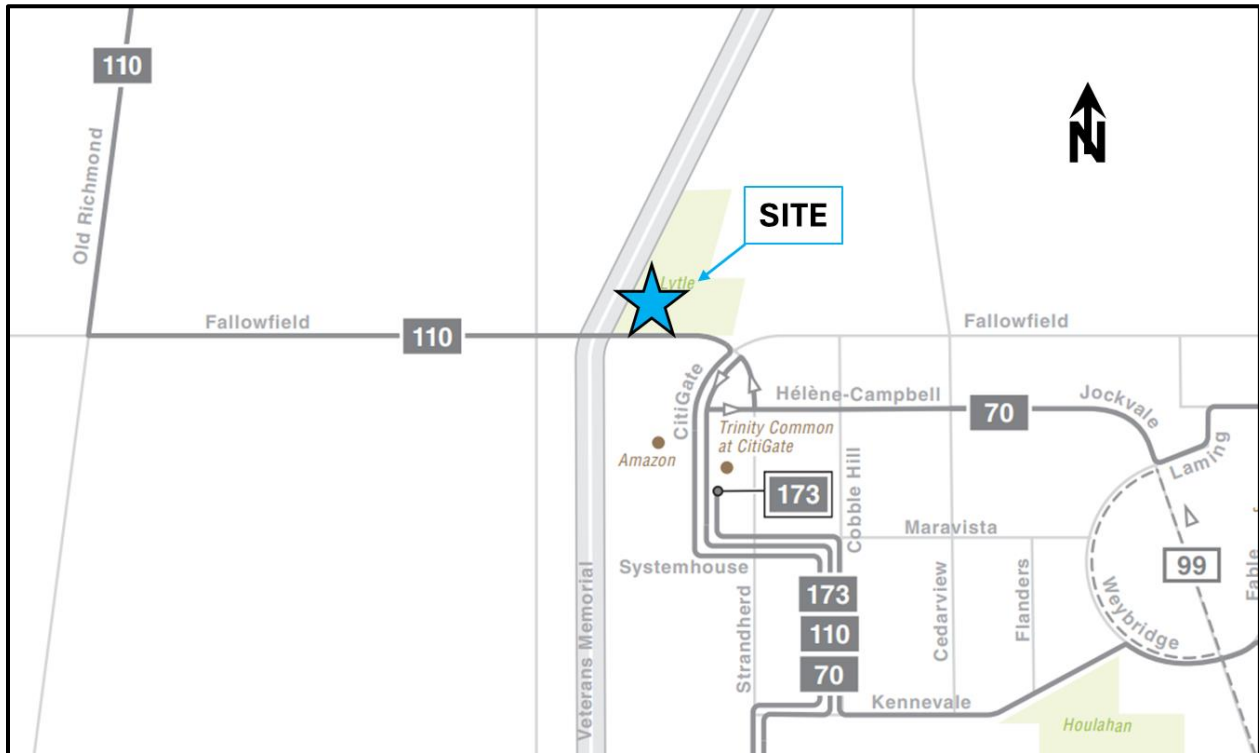 110
N
Old Richmond
SITE
Lytle
Fallowfield
110
Fallowfield
CitiGate
Hélène-Campbell
70
Jockvale
Laming
Trinity Common
at CitiGate
Amazon
173
Cobble Hill
Maravista
Systemhouse
99
Fable
Veterans Memorial
Strandherd
173
110
70
Cedarview
Flanders
Weybridge
Kennevale
Houlahan